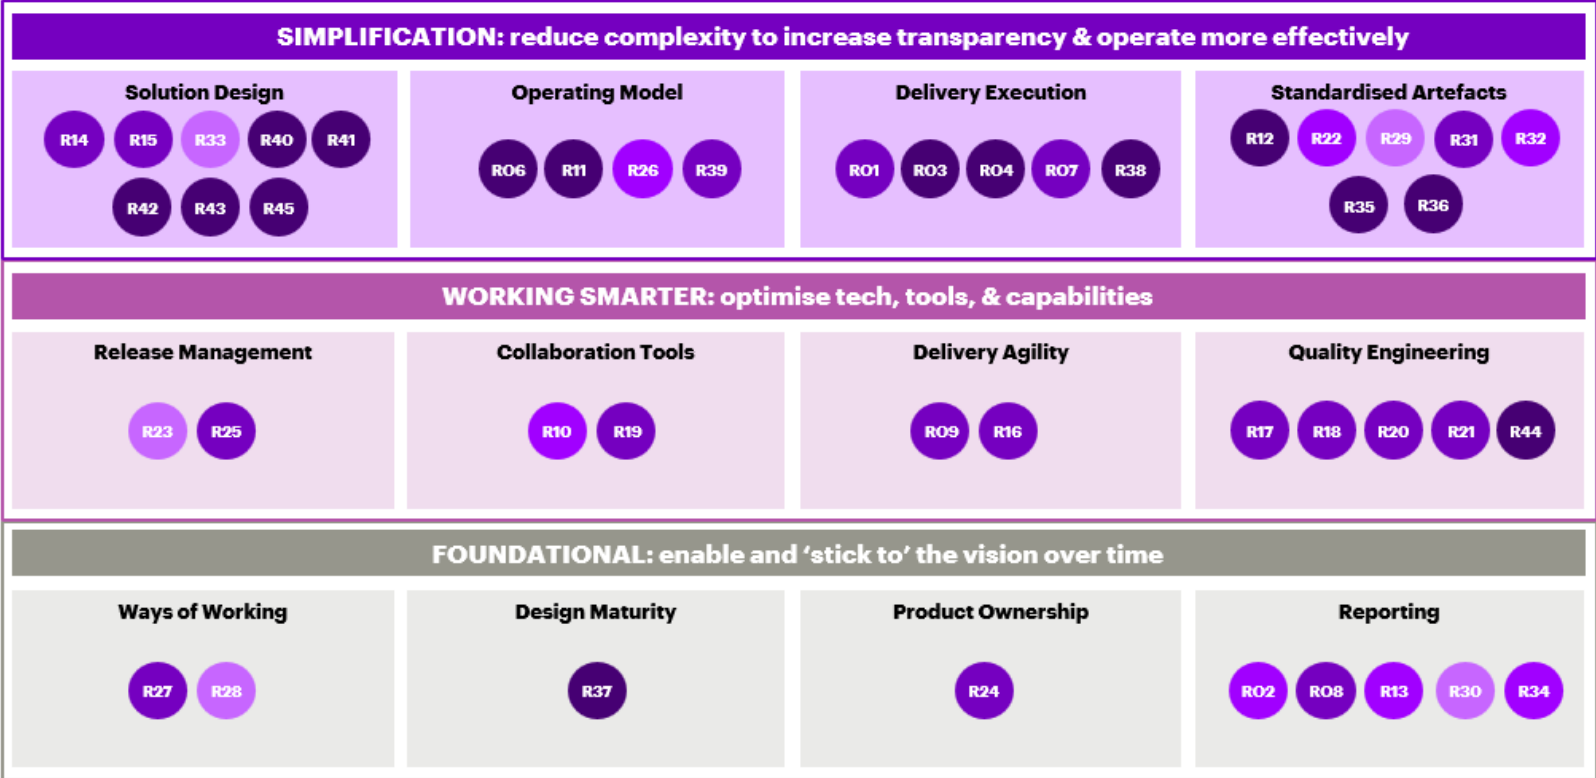 SIMPLIFICATION: reduce complexity to increase transparency & operate more effectively
Solution Design
R14 R15 R33 R40 R41
R42 R43 R45
Operating Model
R06 R11 R26 R39
Delivery Execution
R01 R03 R04 R07 R38
Standardised Artefacts
R12 R22 R29 R31 R32
R35 R36
WORKING SMARTER: optimise tech, tools, & capabilities
Release Management
R23 R25
Collaboration Tools
R10 R19
Delivery Agility
R09 R16
Quality Engineering
R17 R18 R20 R21 R44
FOUNDATIONAL: enable and ‘stick to’ the vision over time
Ways of Working
R27 R28
Design Maturity
R37
Product Ownership
R24
Reporting
R02 R08 R13 R30 R34